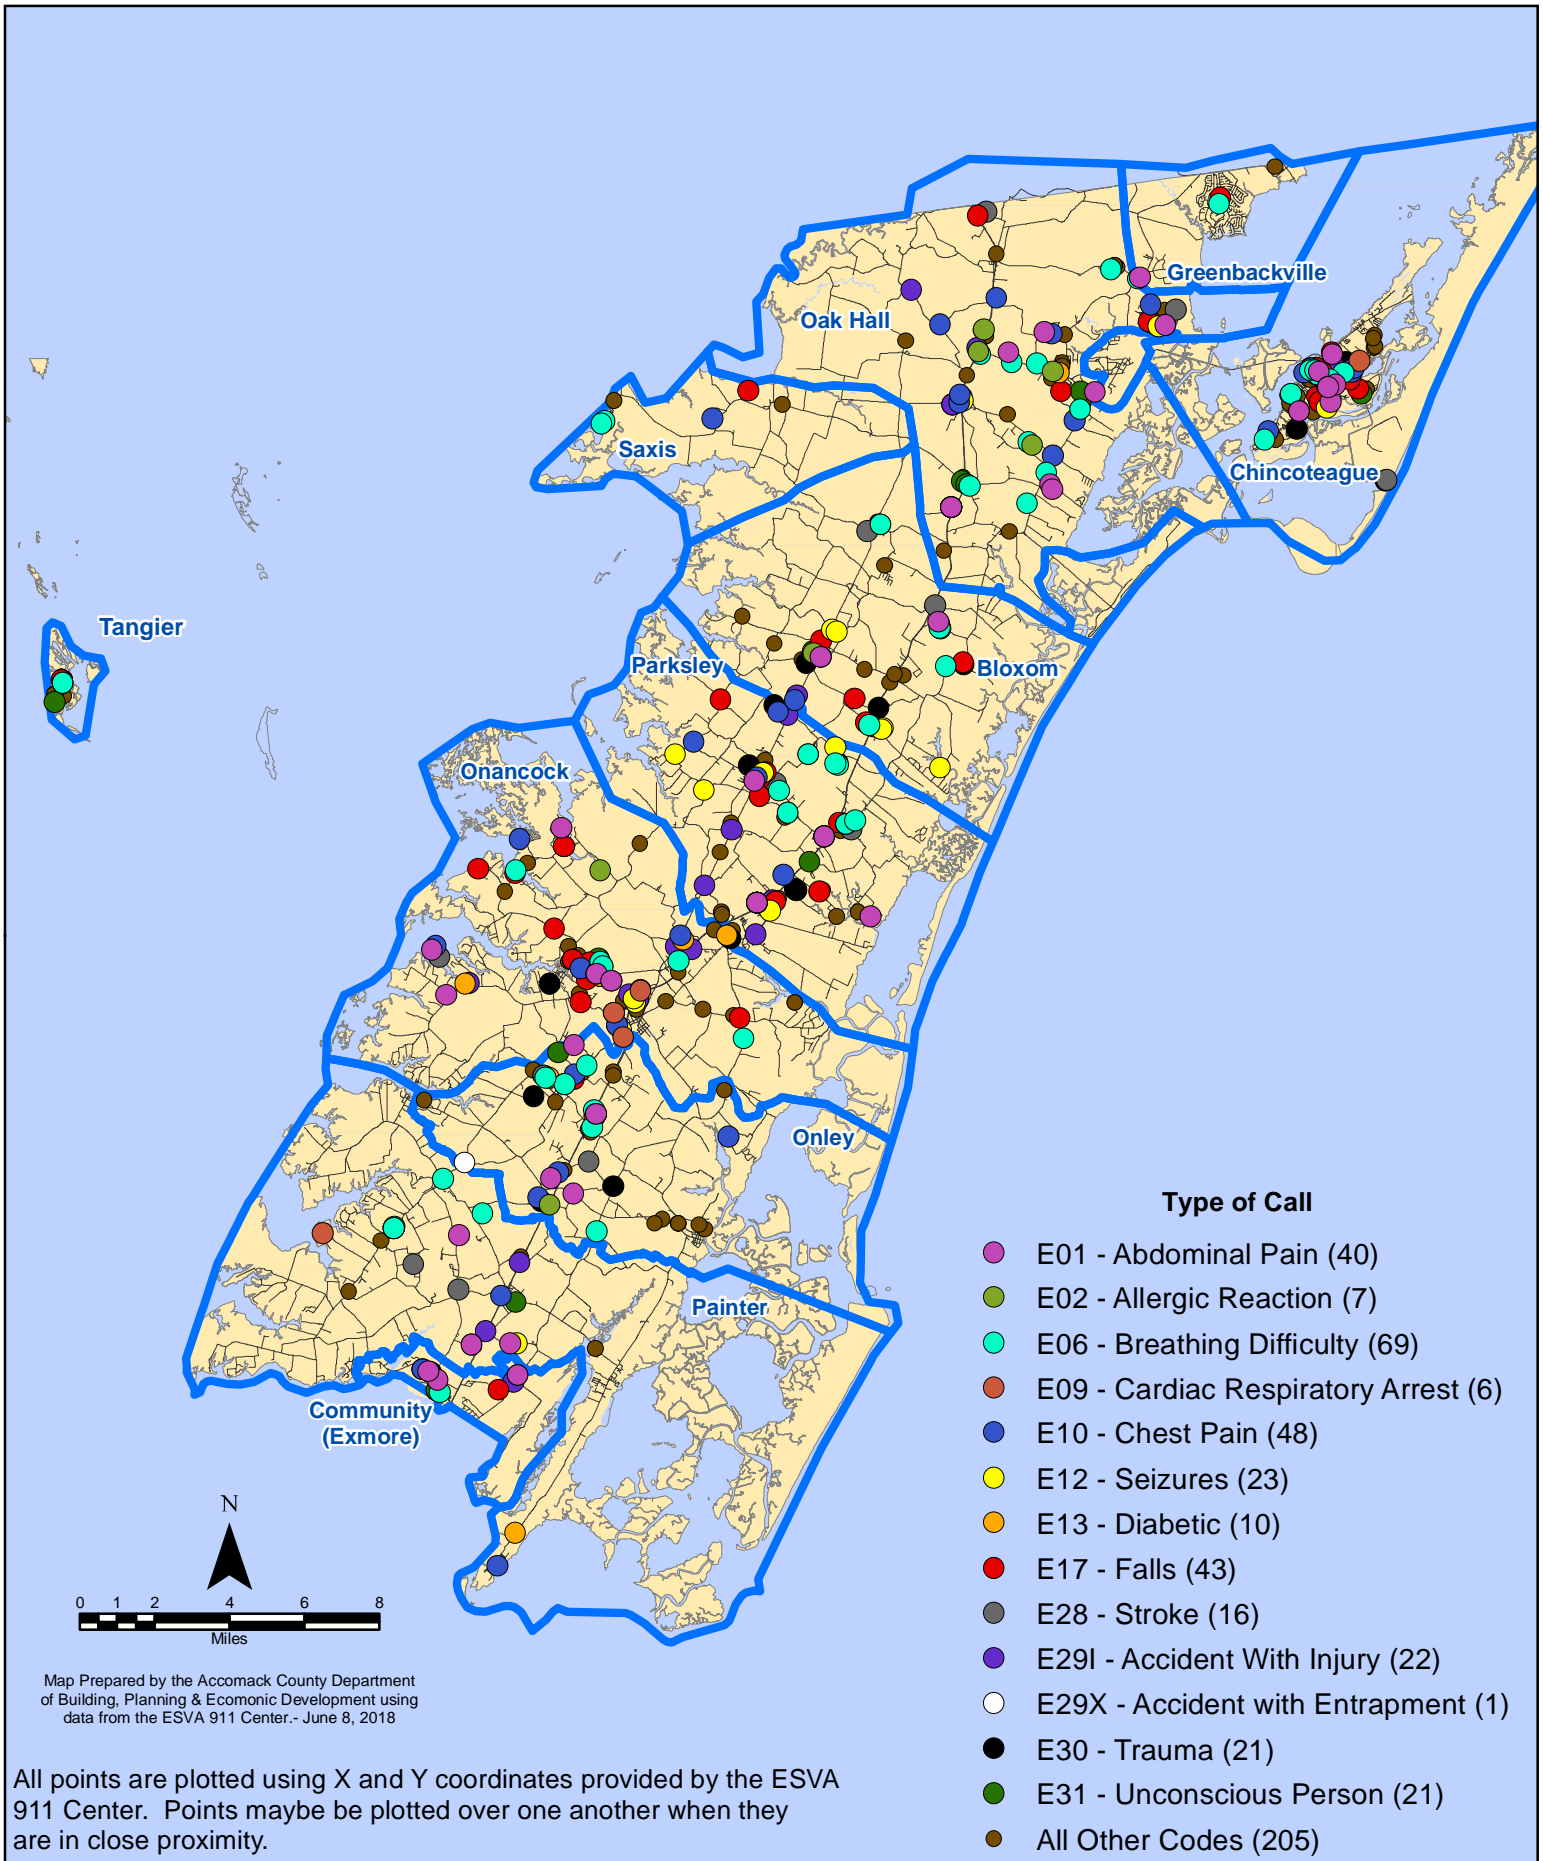 Greenbackville
Oak Hall
Saxis
Chincoteague
Tangier
Parksley
Bloxom
Onancock
Onley
Painter
Community
(Exmore)
Type of Call
E01 - Abdominal Pain (40)
E02 - Allergic Reaction (7)
E06 - Breathing Difficulty (69)
E09 - Cardiac Respiratory Arrest (6)
E10 - Chest Pain (48)
E12 - Seizures (23)
E13 - Diabetic (10)
E17 - Falls (43)
E28 - Stroke (16)
E29I - Accident With Injury (22)
E29X - Accident with Entrapment (1)
E30 - Trauma (21)
E31 - Unconscious Person (21)
All Other Codes (205)
N
0 1 2 4 6 8
Miles
Map Prepared by the Accomack County Department
of Building, Planning & Ecomonic Development using
data from the ESVA 911 Center.- June 8, 2018
All points are plotted using X and Y coordinates provided by the ESVA
911 Center. Points maybe be plotted over one another when they
are in close proximity.